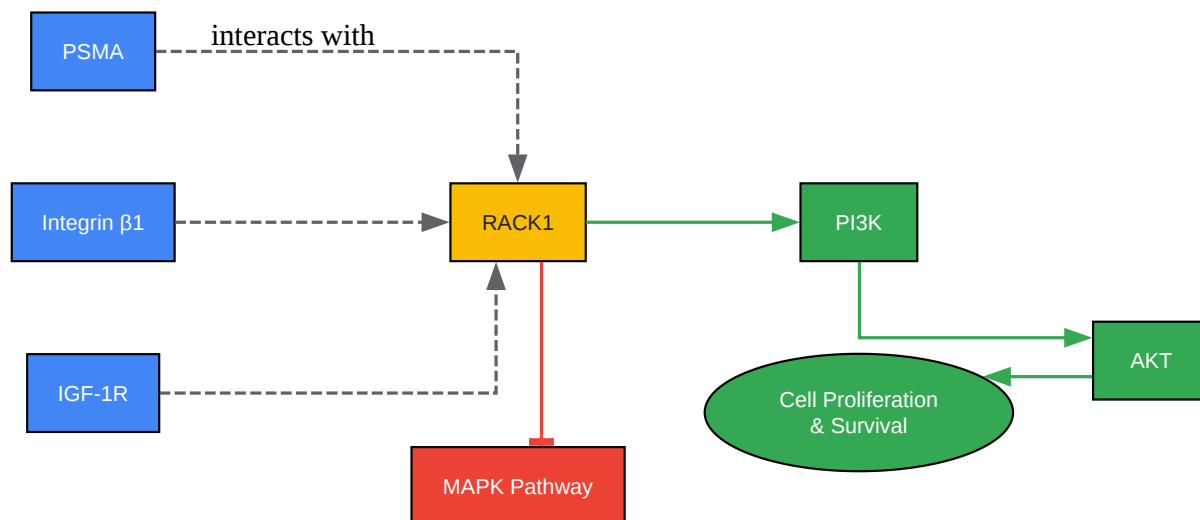 interacts with
PSMA
Integrin β1
RACK1
PI3K
AKT
IGF-1R
Cell Proliferation
& Survival
MAPK Pathway